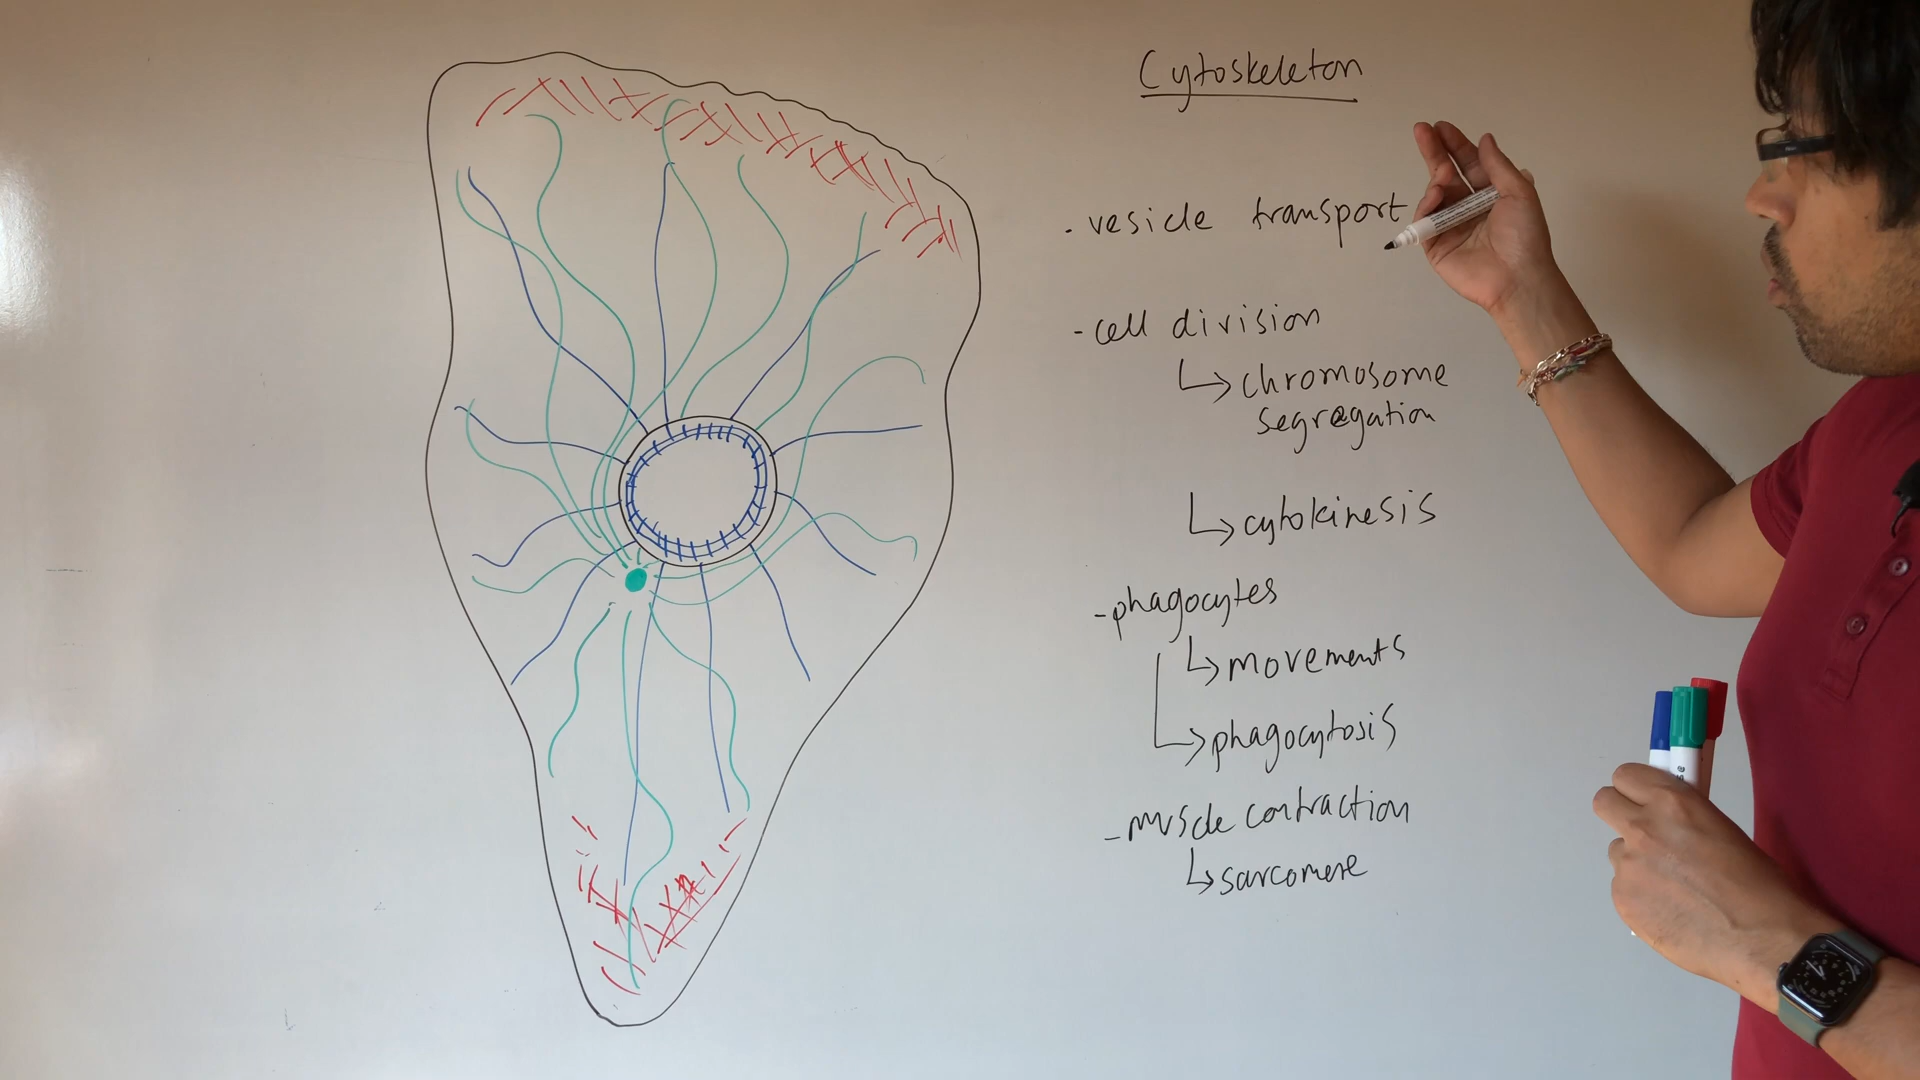 Cytoskeleton
. vesicle transport
- cell division
↳ chromosome
segregation
↳ cytokinesis
- phagocytes
↳ movements
↳ phagocytosis
- muscle contraction
↳ sarcomere